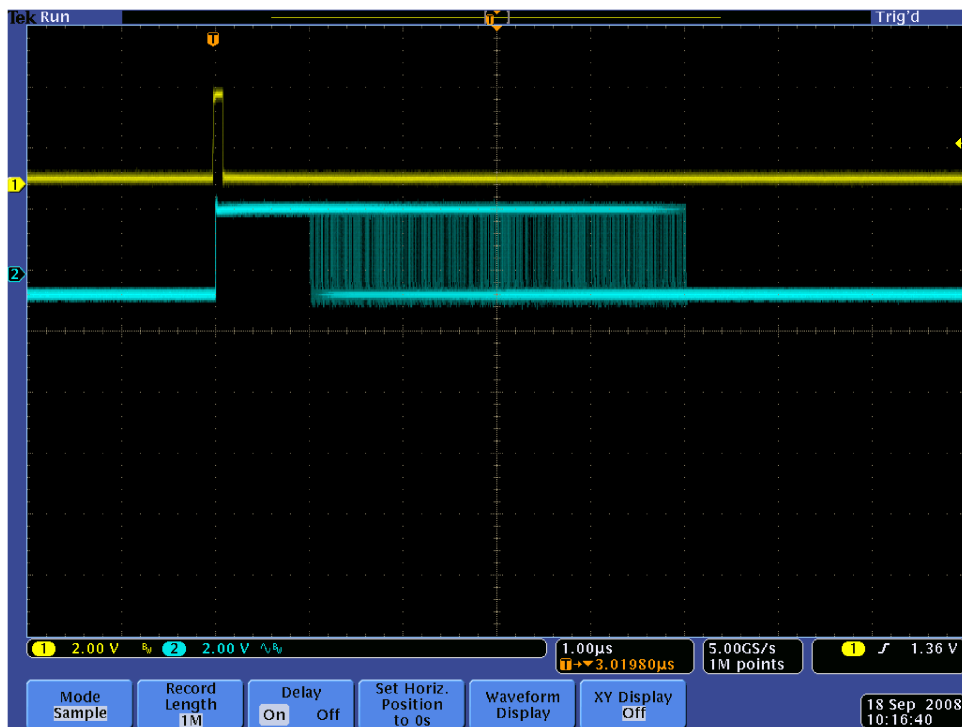 Tek Run T Trig'd
T
1
2
1 2.00 V BW 2 2.00 V ∿BW 1.00µs 5.00GS/s 1 ∫ 1.36 V
T→▼3.01980µs 1M points
Mode Sample
Record Length 1M
Delay On Off
Set Horiz. Position to 0s
Waveform Display
XY Display Off
18 Sep 2008
10:16:40